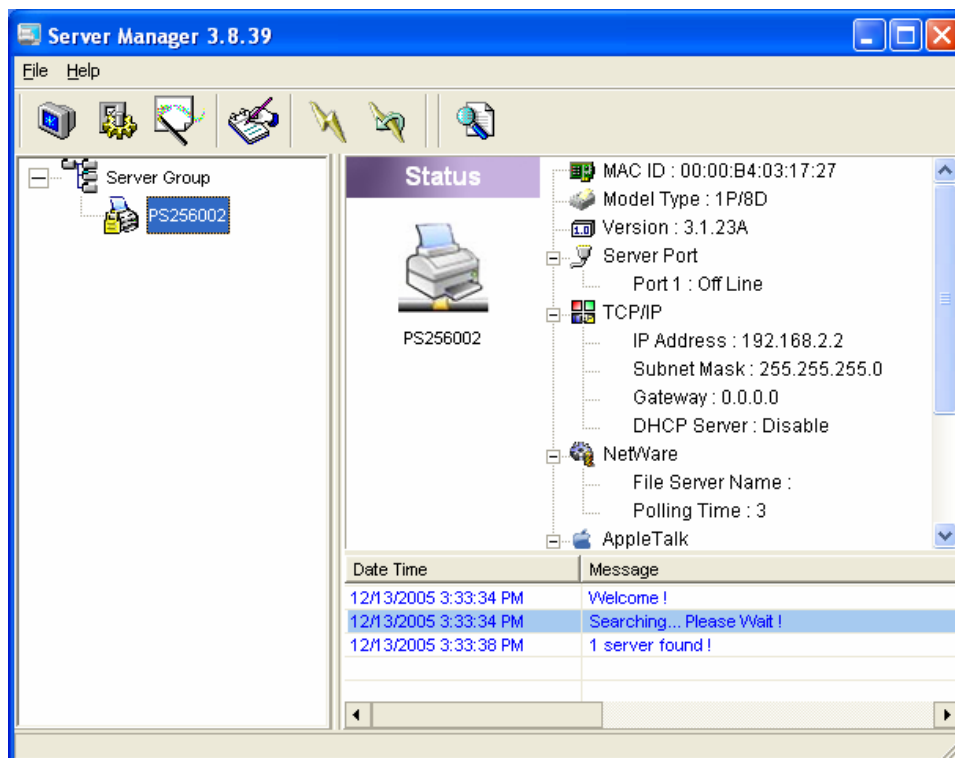 Server Manager 3.8.39
File Help
Server Group
PS256002
Status
PS256002
MAC ID : 00:00:B4:03:17:27
Model Type : 1P/8D
Version : 3.1.23A
Server Port
Port 1 : Off Line
TCP/IP
IP Address : 192.168.2.2
Subnet Mask : 255.255.255.0
Gateway : 0.0.0.0
DHCP Server : Disable
NetWare
File Server Name :
Polling Time : 3
AppleTalk
Date Time Message
12/13/2005 3:33:34 PM Welcome !
12/13/2005 3:33:34 PM Searching... Please Wait !
12/13/2005 3:33:38 PM 1 server found !